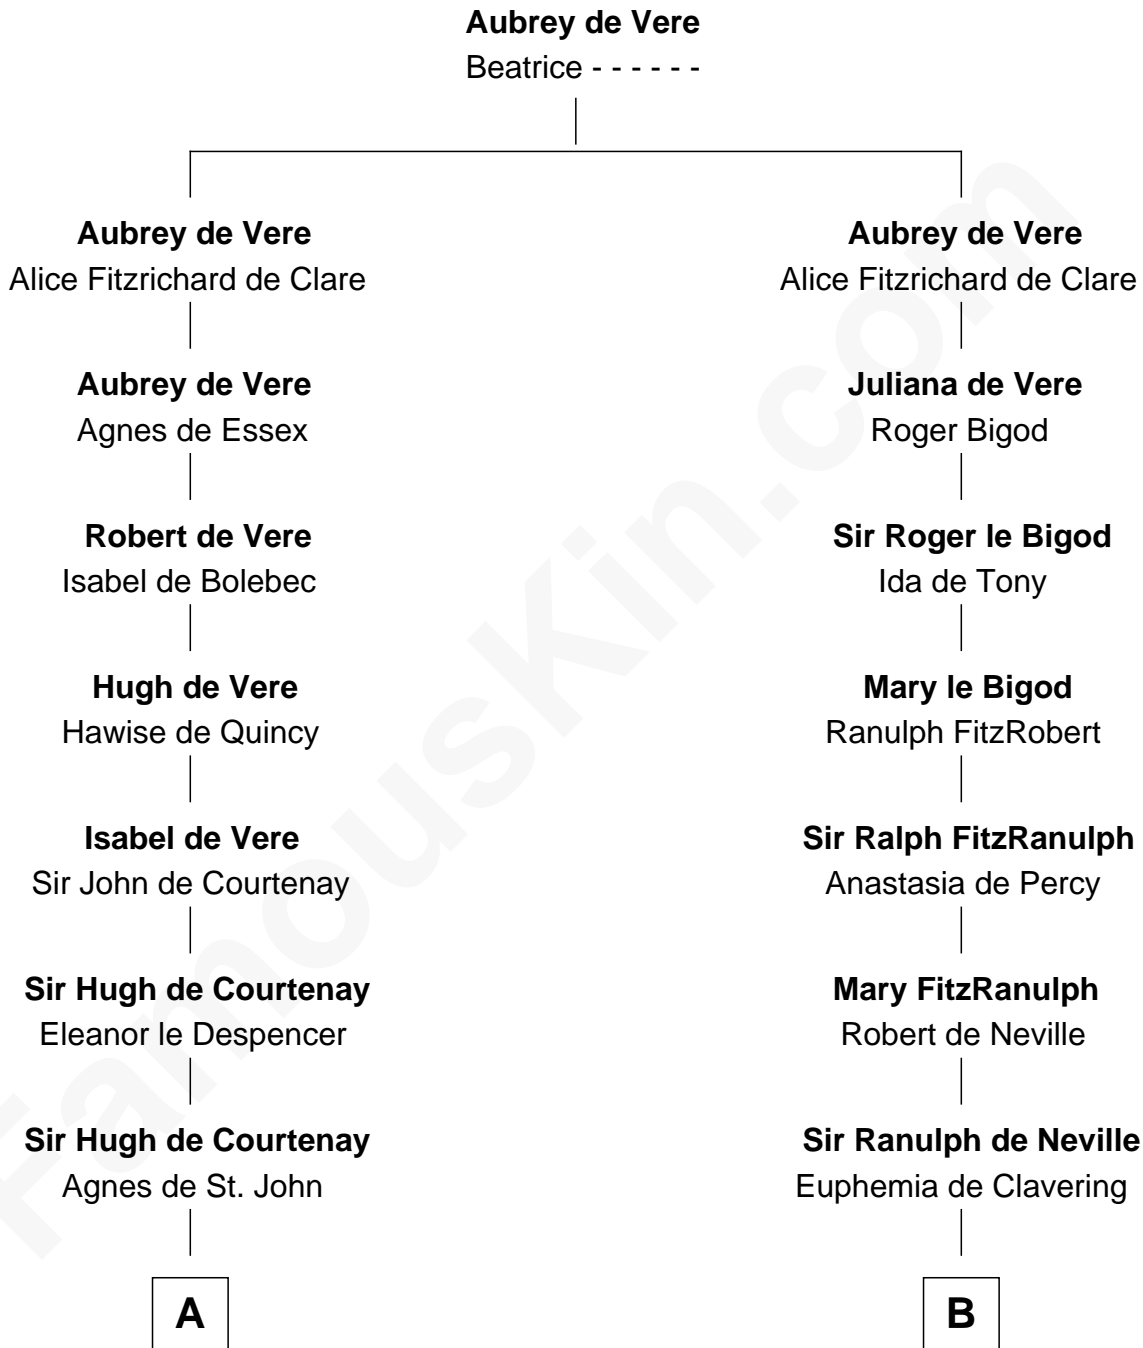 Aubrey de Vere
Beatrice - - - - - -
Aubrey de Vere
Alice Fitzrichard de Clare
Aubrey de Vere
Agnes de Essex
Robert de Vere
Isabel de Bolebec
Hugh de Vere
Hawise de Quincy
Isabel de Vere
Sir John de Courtenay
Sir Hugh de Courtenay
Eleanor le Despencer
Sir Hugh de Courtenay
Agnes de St. John
A
Aubrey de Vere
Alice Fitzrichard de Clare
Juliana de Vere
Roger Bigod
Sir Roger le Bigod
Ida de Tony
Mary le Bigod
Ranulph FitzRobert
Sir Ralph FitzRanulph
Anastasia de Percy
Mary FitzRanulph
Robert de Neville
Sir Ranulph de Neville
Euphemia de Clavering
B
FamousKin.com